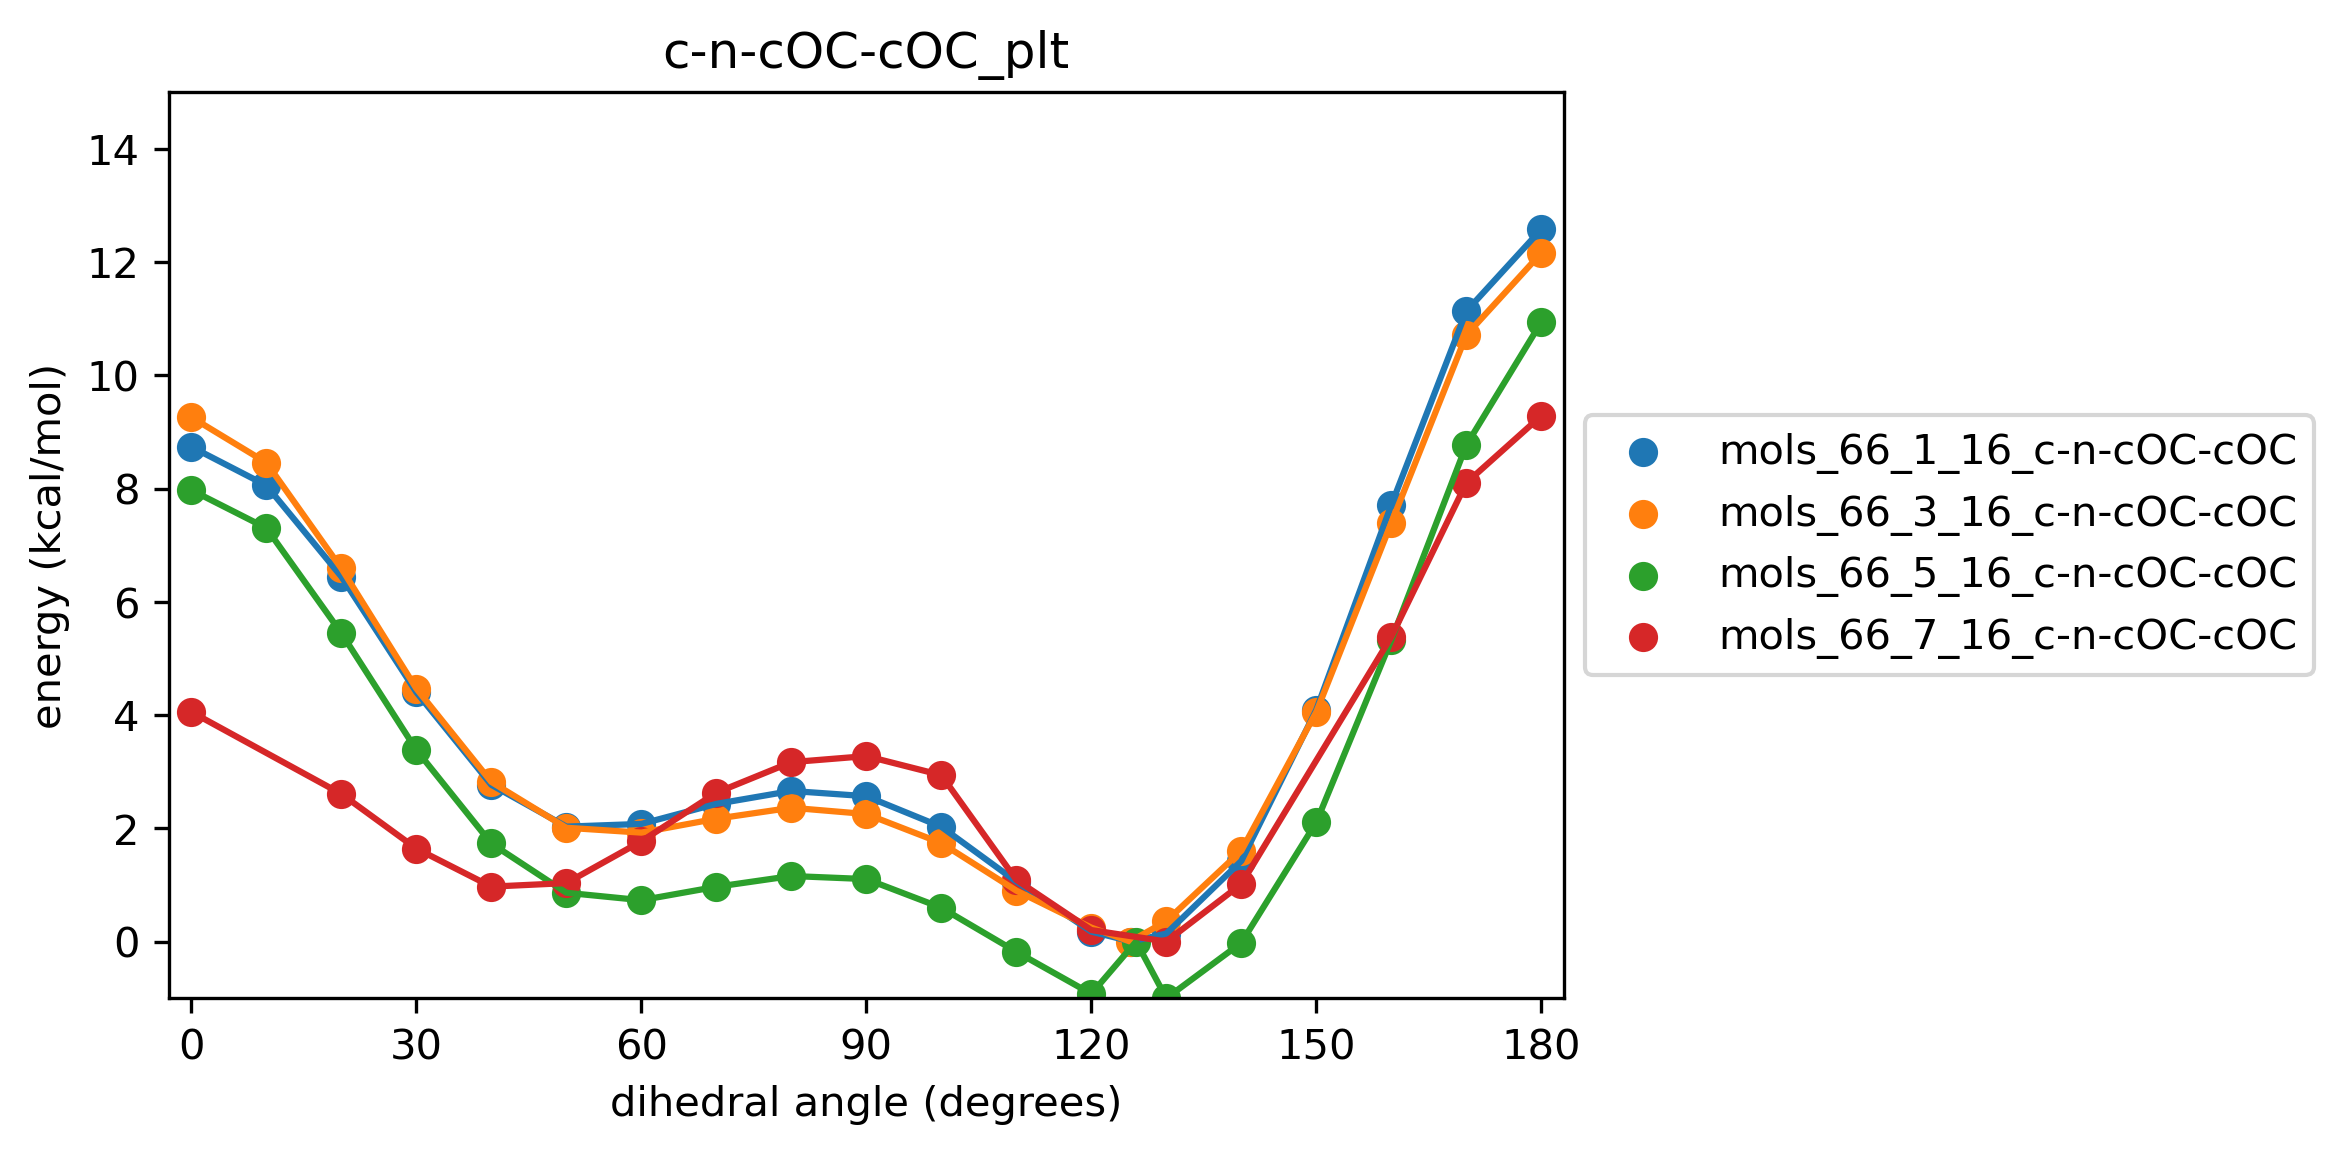 c-n-cOC-cOC_plt
14
12
10
8
6
4
2
0
energy (kcal/mol)
0 30 60 90 120 150 180
dihedral angle (degrees)
mols_66_1_16_c-n-cOC-cOC
mols_66_3_16_c-n-cOC-cOC
mols_66_5_16_c-n-cOC-cOC
mols_66_7_16_c-n-cOC-cOC